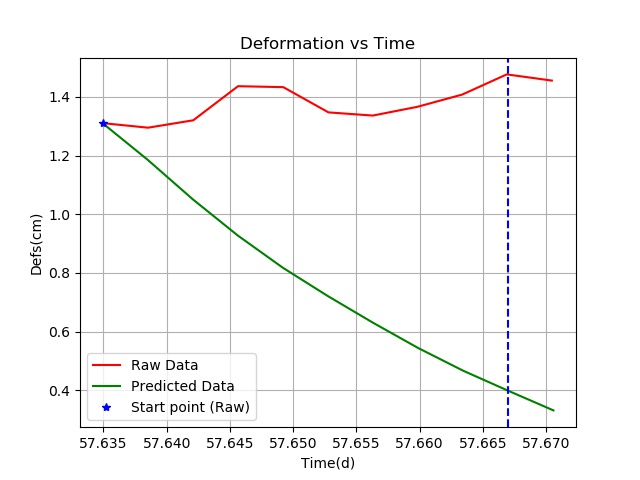 Deformation vs Time
Defs(cm)
1.4
1.2
1.0
0.8
0.6
0.4
Raw Data
Predicted Data
Start point (Raw)
57.635 57.640 57.645 57.650 57.655 57.660 57.665 57.670
Time(d)